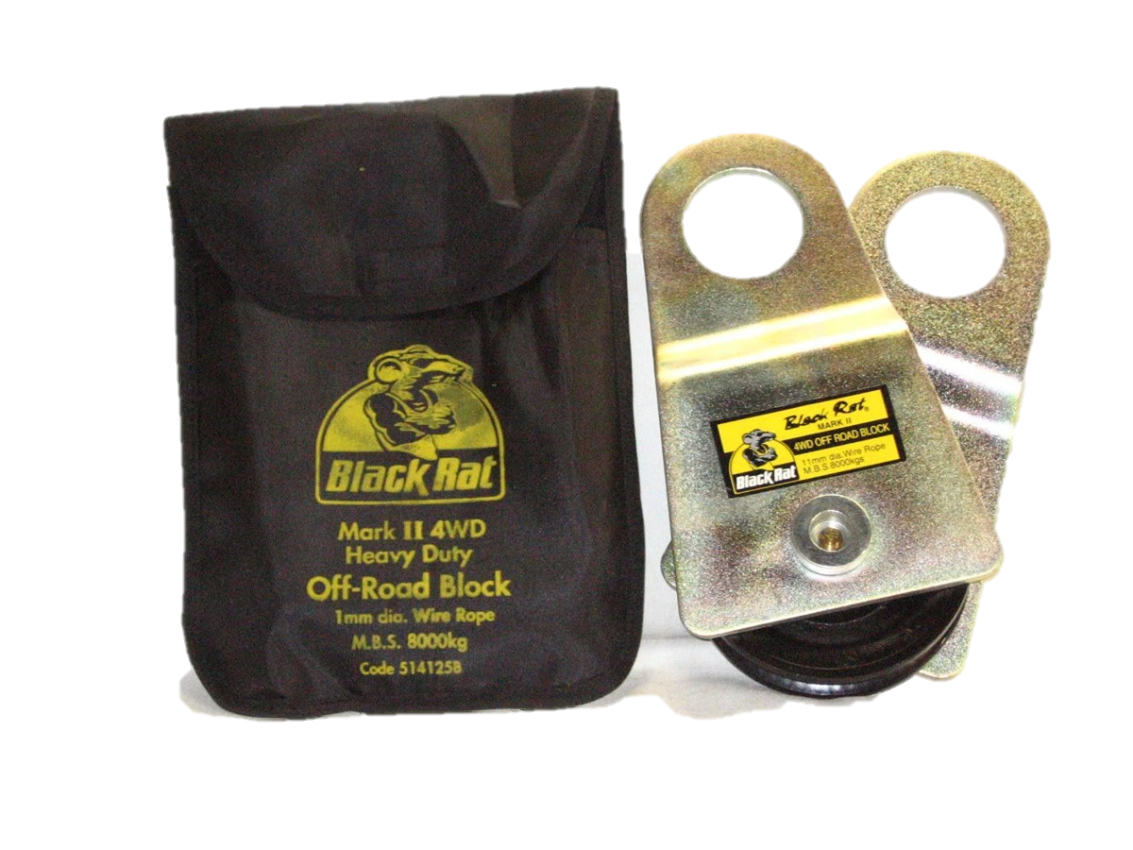 Black Rat
Mark II 4WD
Heavy Duty
Off-Road Block
1mm dia. Wire Rope
M.B.S. 8000kg
Code 514125B
Black Rat®
MARK II
4WD OFF ROAD BLOCK
11mm dia.Wire Rope
M.B.S.8000kgs
Black Rat